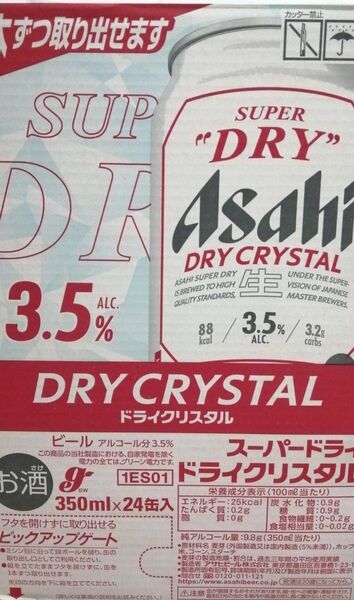 ずつ取り出せます
カッター禁止
SUP
SUPER
"DRY"
Asahi
DRY CRYSTAL
ASAHI SUPER DRY
IS BREWED TO HIGH
QUALITY STANDARDS,
生
UNDER THE SUPER-
VISION OF JAPANESE
MASTER BREWERS.
3.5%
ALC.
88
kcal
3.5%
ALC.
3.2g
carbs
DRY CRYSTAL
ドライクリスタル
ビール アルコール分3.5%
この商品の当社製造における、自家発電を除く
電力の全ては、グリーン電力です。
お酒
さけ
1ES01
350ml×24缶入
スーパードライ
ドライクリスタル
フタを開けずに取り出せる
ピックアップゲート
栄養成分表示(100ml当たり)
エネルギー:25kcal
たんぱく質:0.2g
脂質:0g
炭水化物:0.9g
糖質:0.9g
食物繊維:0~0.2g
食塩相当量:0~0.02g
純アルコール量:9.8g(350ml当たり)